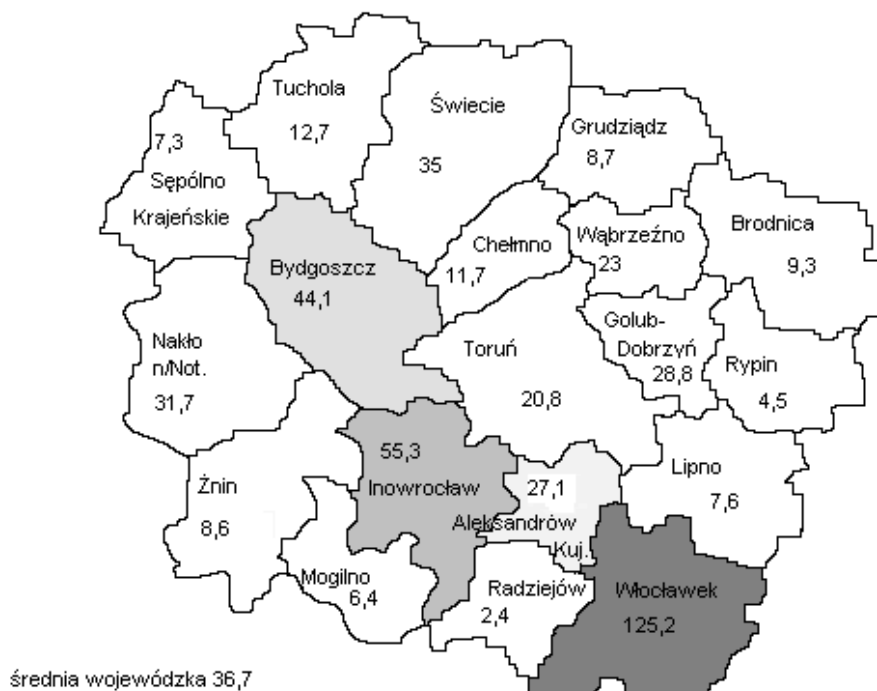 Tuchola
12,7
Świecie
35
Grudziądz
8,7
7,3
Sępólno
Krajeńskie
Brodnica
9,3
Wąbrzeźno
23
Chełmno
11,7
Bydgoszcz
44,1
Golub-
Dobrzyń
28,8
Nakło
n/Not.
31,7
Toruń
20,8
Rypin
4,5
55,3
Inowrocław
Lipno
7,6
Żnin
8,6
27,1
Aleksandrów
Kuj.
Mogilno
6,4
Radziejów
2,4
Włocławek
125,2
średnia wojewódzka 36,7